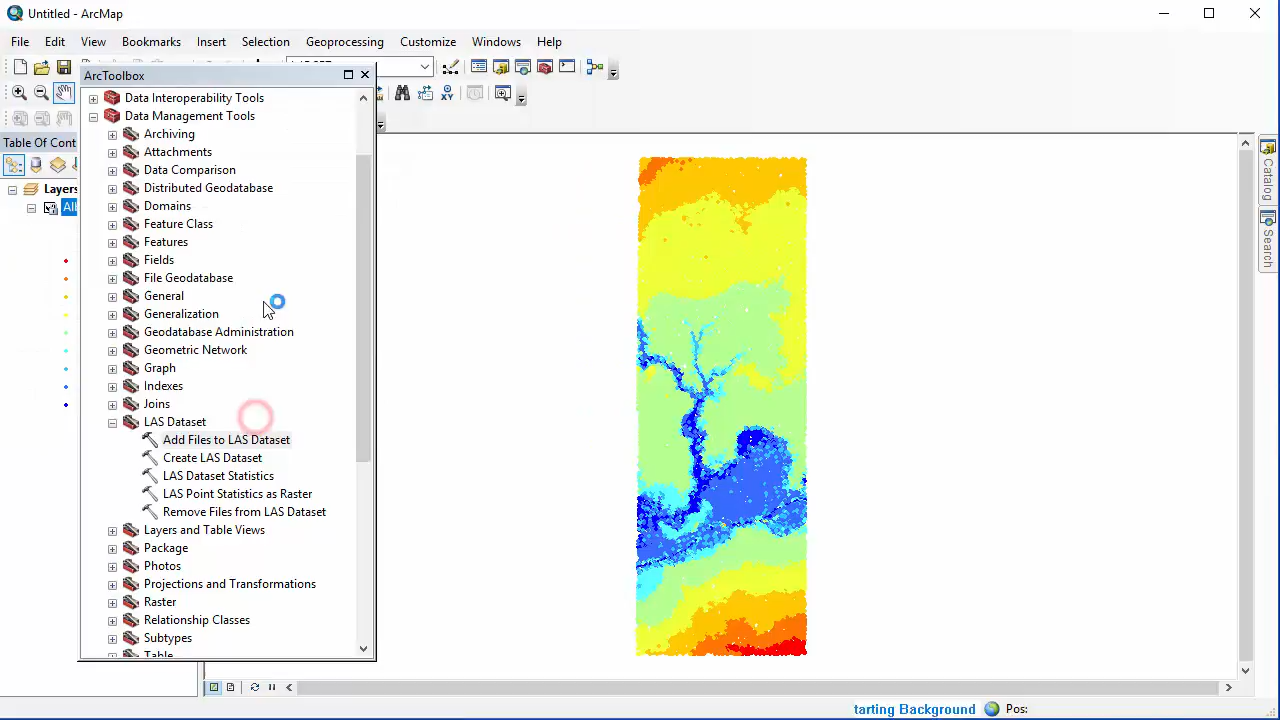 Untitled - ArcMap
File Edit View Bookmarks Insert Selection Geoprocessing Customize Windows Help
ArcToolbox
Data Interoperability Tools
Data Management Tools
Archiving
Attachments
Data Comparison
Distributed Geodatabase
Domains
Feature Class
Features
Fields
File Geodatabase
General
Generalization
Geodatabase Administration
Geometric Network
Graph
Indexes
Joins
LAS Dataset
Add Files to LAS Dataset
Create LAS Dataset
LAS Dataset Statistics
LAS Point Statistics as Raster
Remove Files from LAS Dataset
Layers and Table Views
Package
Photos
Projections and Transformations
Raster
Relationship Classes
Subtypes
Table
Table Of Cont
Layers
Catalog
Search
tarting Background Pos: